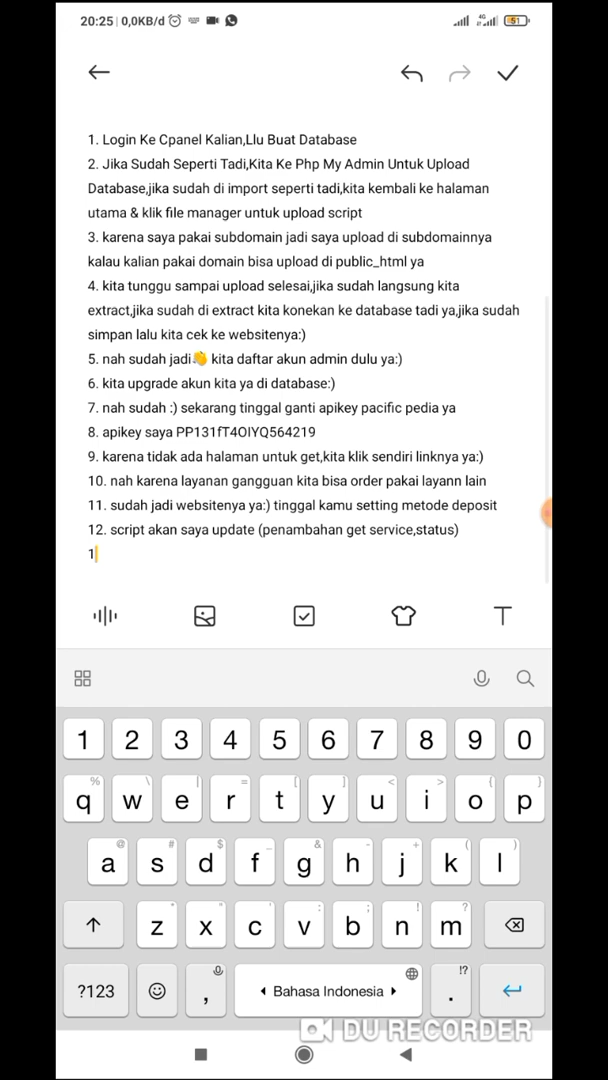 20:25 | 0,0KB/d
4G
51
1. Login Ke Cpanel Kalian,Llu Buat Database
2. Jika Sudah Seperti Tadi,Kita Ke Php My Admin Untuk Upload
Database,jika sudah di import seperti tadi,kita kembali ke halaman
utama & klik file manager untuk upload script
3. karena saya pakai subdomain jadi saya upload di subdomainnya
kalau kalian pakai domain bisa upload di public_html ya
4. kita tunggu sampai upload selesai,jika sudah langsung kita
extract,jika sudah di extract kita konekan ke database tadi ya,jika sudah
simpan lalu kita cek ke websitenya:)
5. nah sudah jadi👏 kita daftar akun admin dulu ya:)
6. kita upgrade akun kita ya di database:)
7. nah sudah :) sekarang tinggal ganti apikey pacific pedia ya
8. apikey saya PP131fT4OIYQ564219
9. karena tidak ada halaman untuk get,kita klik sendiri linknya ya:)
10. nah karena layanan gangguan kita bisa order pakai layann lain
11. sudah jadi websitenya ya:) tinggal kamu setting metode deposit
12. script akan saya update (penambahan get service,status)
1
T
1 2 3 4 5 6 7 8 9 0
% \ | = [ ] < > { }
q w e r t y u i o p
@ # $ _ & - + ( )
a s d f g h j k l
* " ' : ; ! ?
z x c v b n m
?123 , Bahasa Indonesia !? .
DU RECORDER